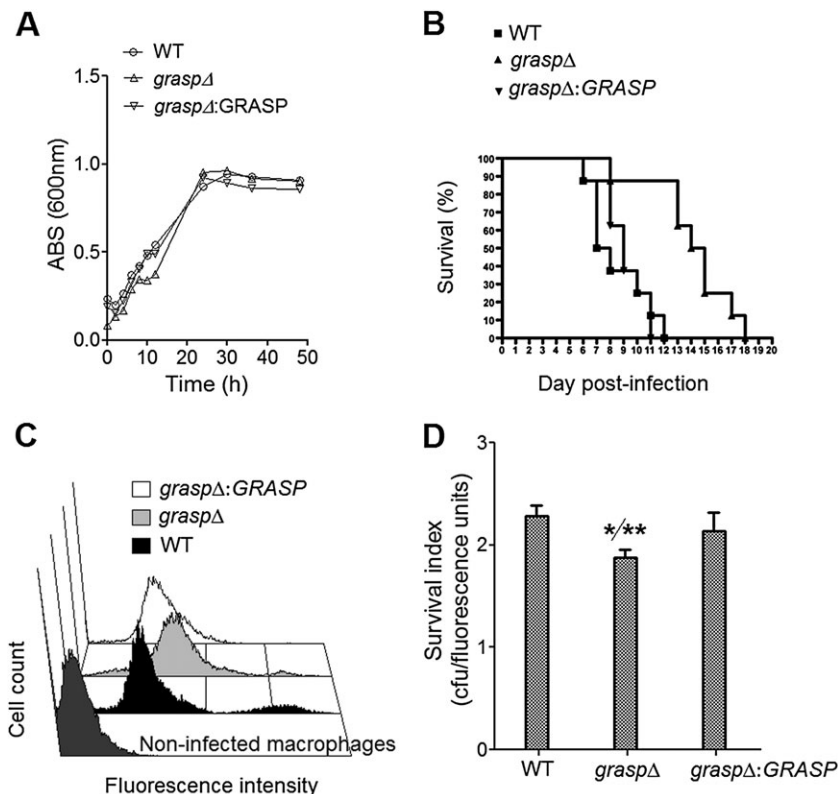 A
WT
graspΔ
graspΔ:GRASP
1.5
1.0
0.5
0.0
ABS (600nm)
0 10 20 30 40 50
Time (h)
B
WT
graspΔ
graspΔ:GRASP
100
90
80
70
60
50
40
30
20
10
0
Survival (%)
0 1 2 3 4 5 6 7 8 9 10 11 12 13 14 15 16 17 18 19 20
Day post-infection
C
graspΔ:GRASP
graspΔ
WT
Cell count
Non-infected macrophages
Fluorescence intensity
D
3
2
1
0
Survival index
(cfu/fluorescence units)
*/**
WT graspΔ graspΔ:GRASP